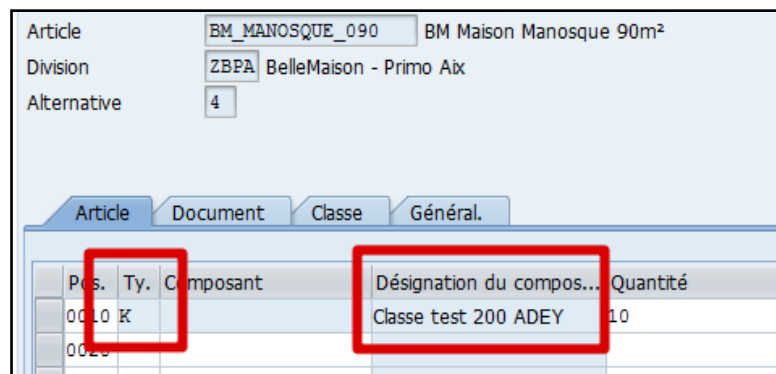 Article BM_MANOSQUE_090 BM Maison Manosque 90m²
Division ZBPA BelleMaison - Primo Aix
Alternative 4
Article Document Classe Général.
Pos. Ty. Composant Désignation du compos... Quantité
0010 K Classe test 200 ADEY 10
0020